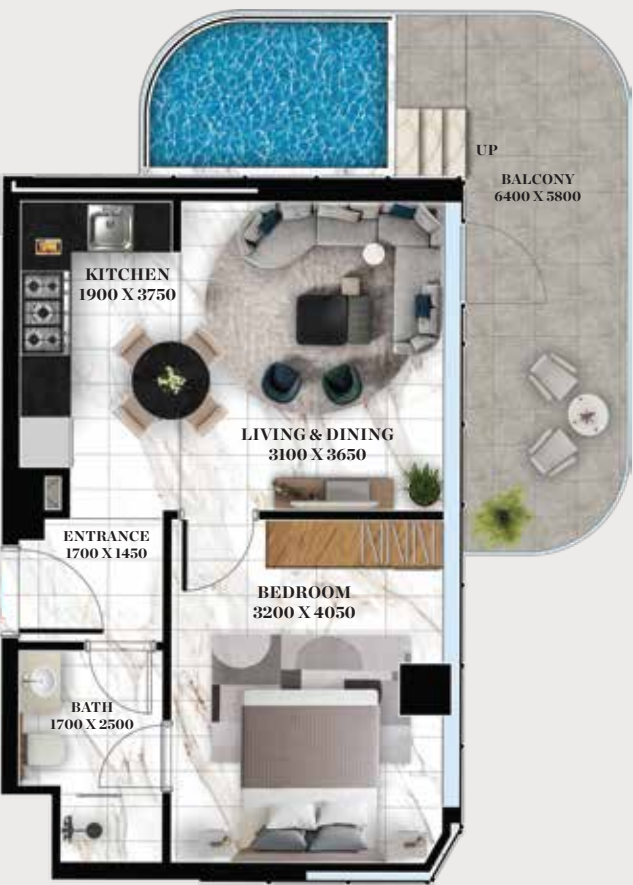 UP
BALCONY
6400 X 5800
KITCHEN
1900 X 3750
LIVING & DINING
3100 X 3650
ENTRANCE
1700 X 1450
BEDROOM
3200 X 4050
BATH
1700 X 2500